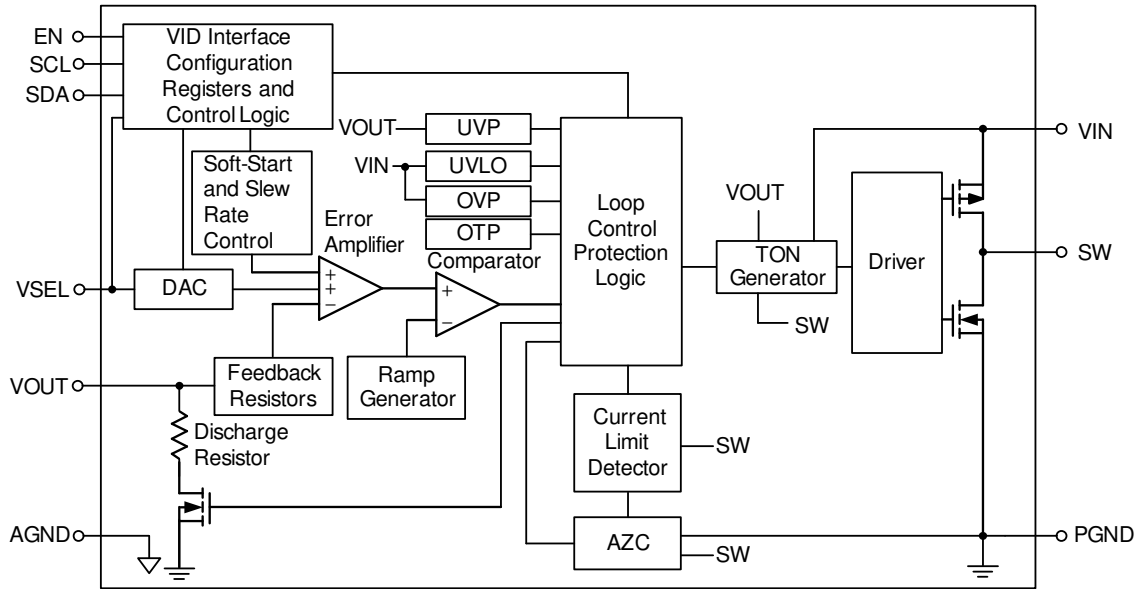 EN
SCL
SDA
VID Interface
Configuration
Registers and
Control Logic
VOUT
UVP
VIN
UVLO
OVP
OTP
Soft-Start
and Slew
Rate
Control
Error
Amplifier
Comparator
Loop
Control
Protection
Logic
VOUT
TON
Generator
SW
Driver
VIN
SW
VSEL
DAC
+
+
−
+
−
VOUT
Feedback
Resistors
Ramp
Generator
Discharge
Resistor
Current
Limit
Detector
SW
AGND
AZC
SW
PGND